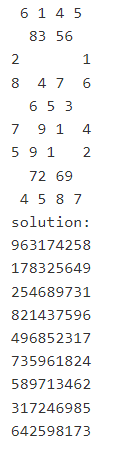 6 1 4 5
  83 56
2       1
8  4 7  6
  6 5 3
7  9 1  4
5 9 1   2
  72 69
 4 5 8 7
solution:
963174258
178325649
254689731
821437596
496852317
735961824
589713462
317246985
642598173